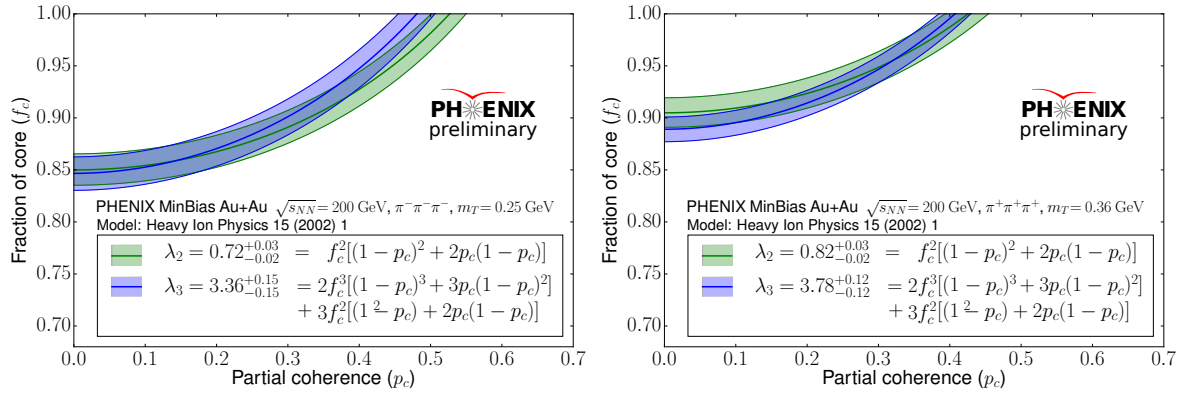 1.00
0.95
0.90
0.85
0.80
0.75
0.70
Fraction of core (f_c)
PH ENIX
preliminary
PHENIX MinBias Au+Au √s_NN = 200 GeV, π⁻π⁻π⁻, m_T = 0.25 GeV
Model: Heavy Ion Physics 15 (2002) 1
λ₂ = 0.72 +0.03 −0.02 = f_c²[(1 − p_c)² + 2p_c(1 − p_c)]
λ₃ = 3.36 +0.15 −0.15 = 2f_c³[(1 − p_c)³ + 3p_c(1 − p_c)²]
+ 3f_c²[(1 − p_c)² + 2p_c(1 − p_c)]
0.0 0.1 0.2 0.3 0.4 0.5 0.6 0.7
Partial coherence (p_c)
1.00
0.95
0.90
0.85
0.80
0.75
0.70
Fraction of core (f_c)
PH ENIX
preliminary
PHENIX MinBias Au+Au √s_NN = 200 GeV, π⁺π⁺π⁺, m_T = 0.36 GeV
Model: Heavy Ion Physics 15 (2002) 1
λ₂ = 0.82 +0.03 −0.02 = f_c²[(1 − p_c)² + 2p_c(1 − p_c)]
λ₃ = 3.78 +0.12 −0.12 = 2f_c³[(1 − p_c)³ + 3p_c(1 − p_c)²]
+ 3f_c²[(1 − p_c)² + 2p_c(1 − p_c)]
0.0 0.1 0.2 0.3 0.4 0.5 0.6 0.7
Partial coherence (p_c)